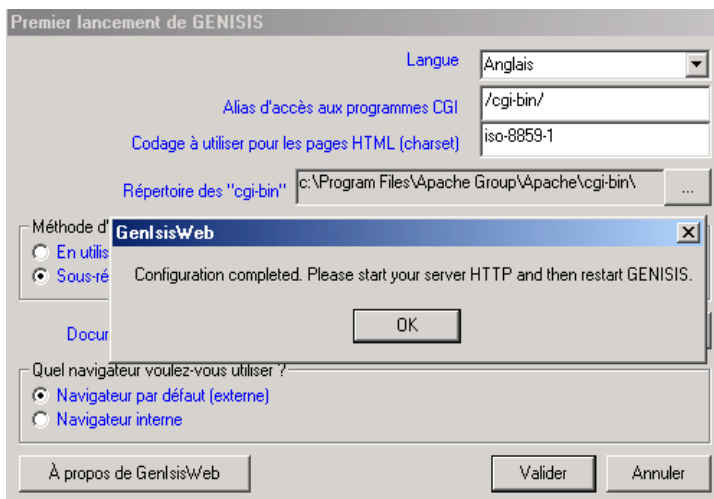 Premier lancement de GENISIS
Langue
Anglais
Alias d'accès aux programmes CGI
/cgi-bin/
Codage à utiliser pour les pages HTML (charset)
iso-8859-1
Répertoire des "cgi-bin"
c:\Program Files\Apache Group\Apache\cgi-bin\
...
Méthode d'
GenIsisWeb
En utilis
Sous-ré
Configuration completed. Please start your server HTTP and then restart GENISIS.
OK
Docur
Quel navigateur voulez-vous utiliser ?
Navigateur par défaut (externe)
Navigateur interne
À propos de GenIsisWeb
Valider
Annuler